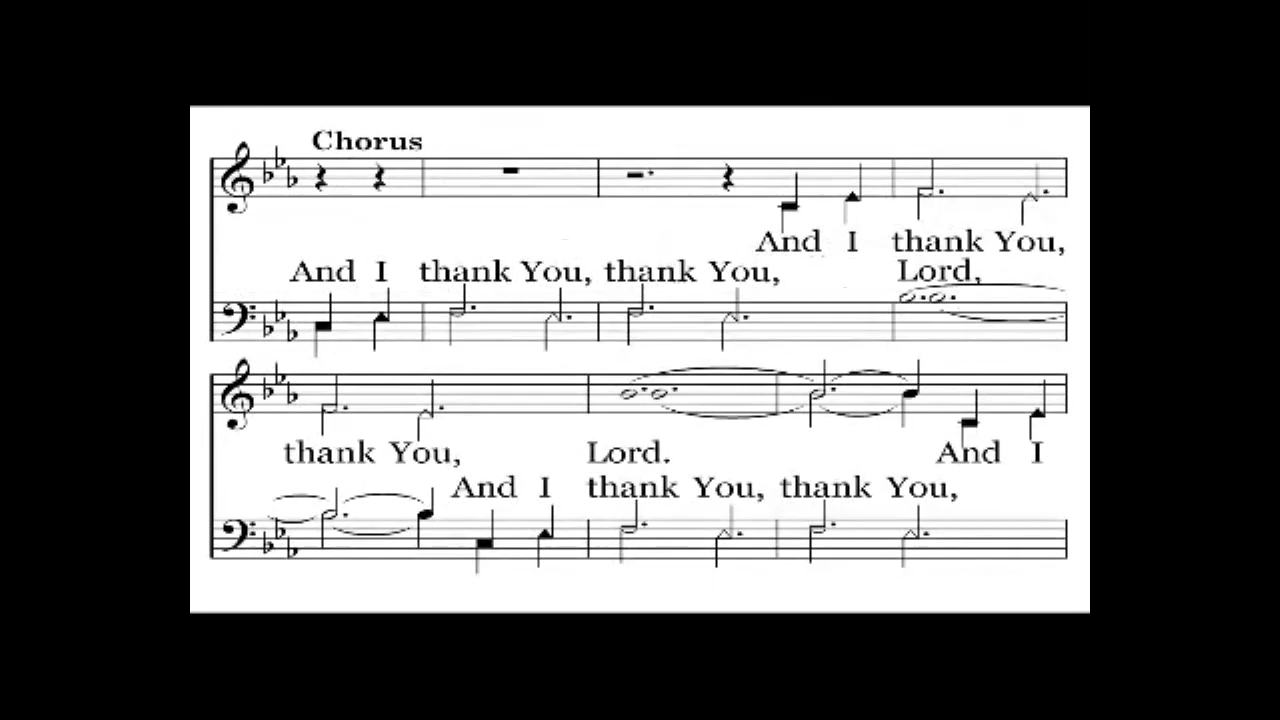 Chorus
And I thank You,
And I thank You, thank You, Lord,
thank You, Lord. And I
And I thank You, thank You,